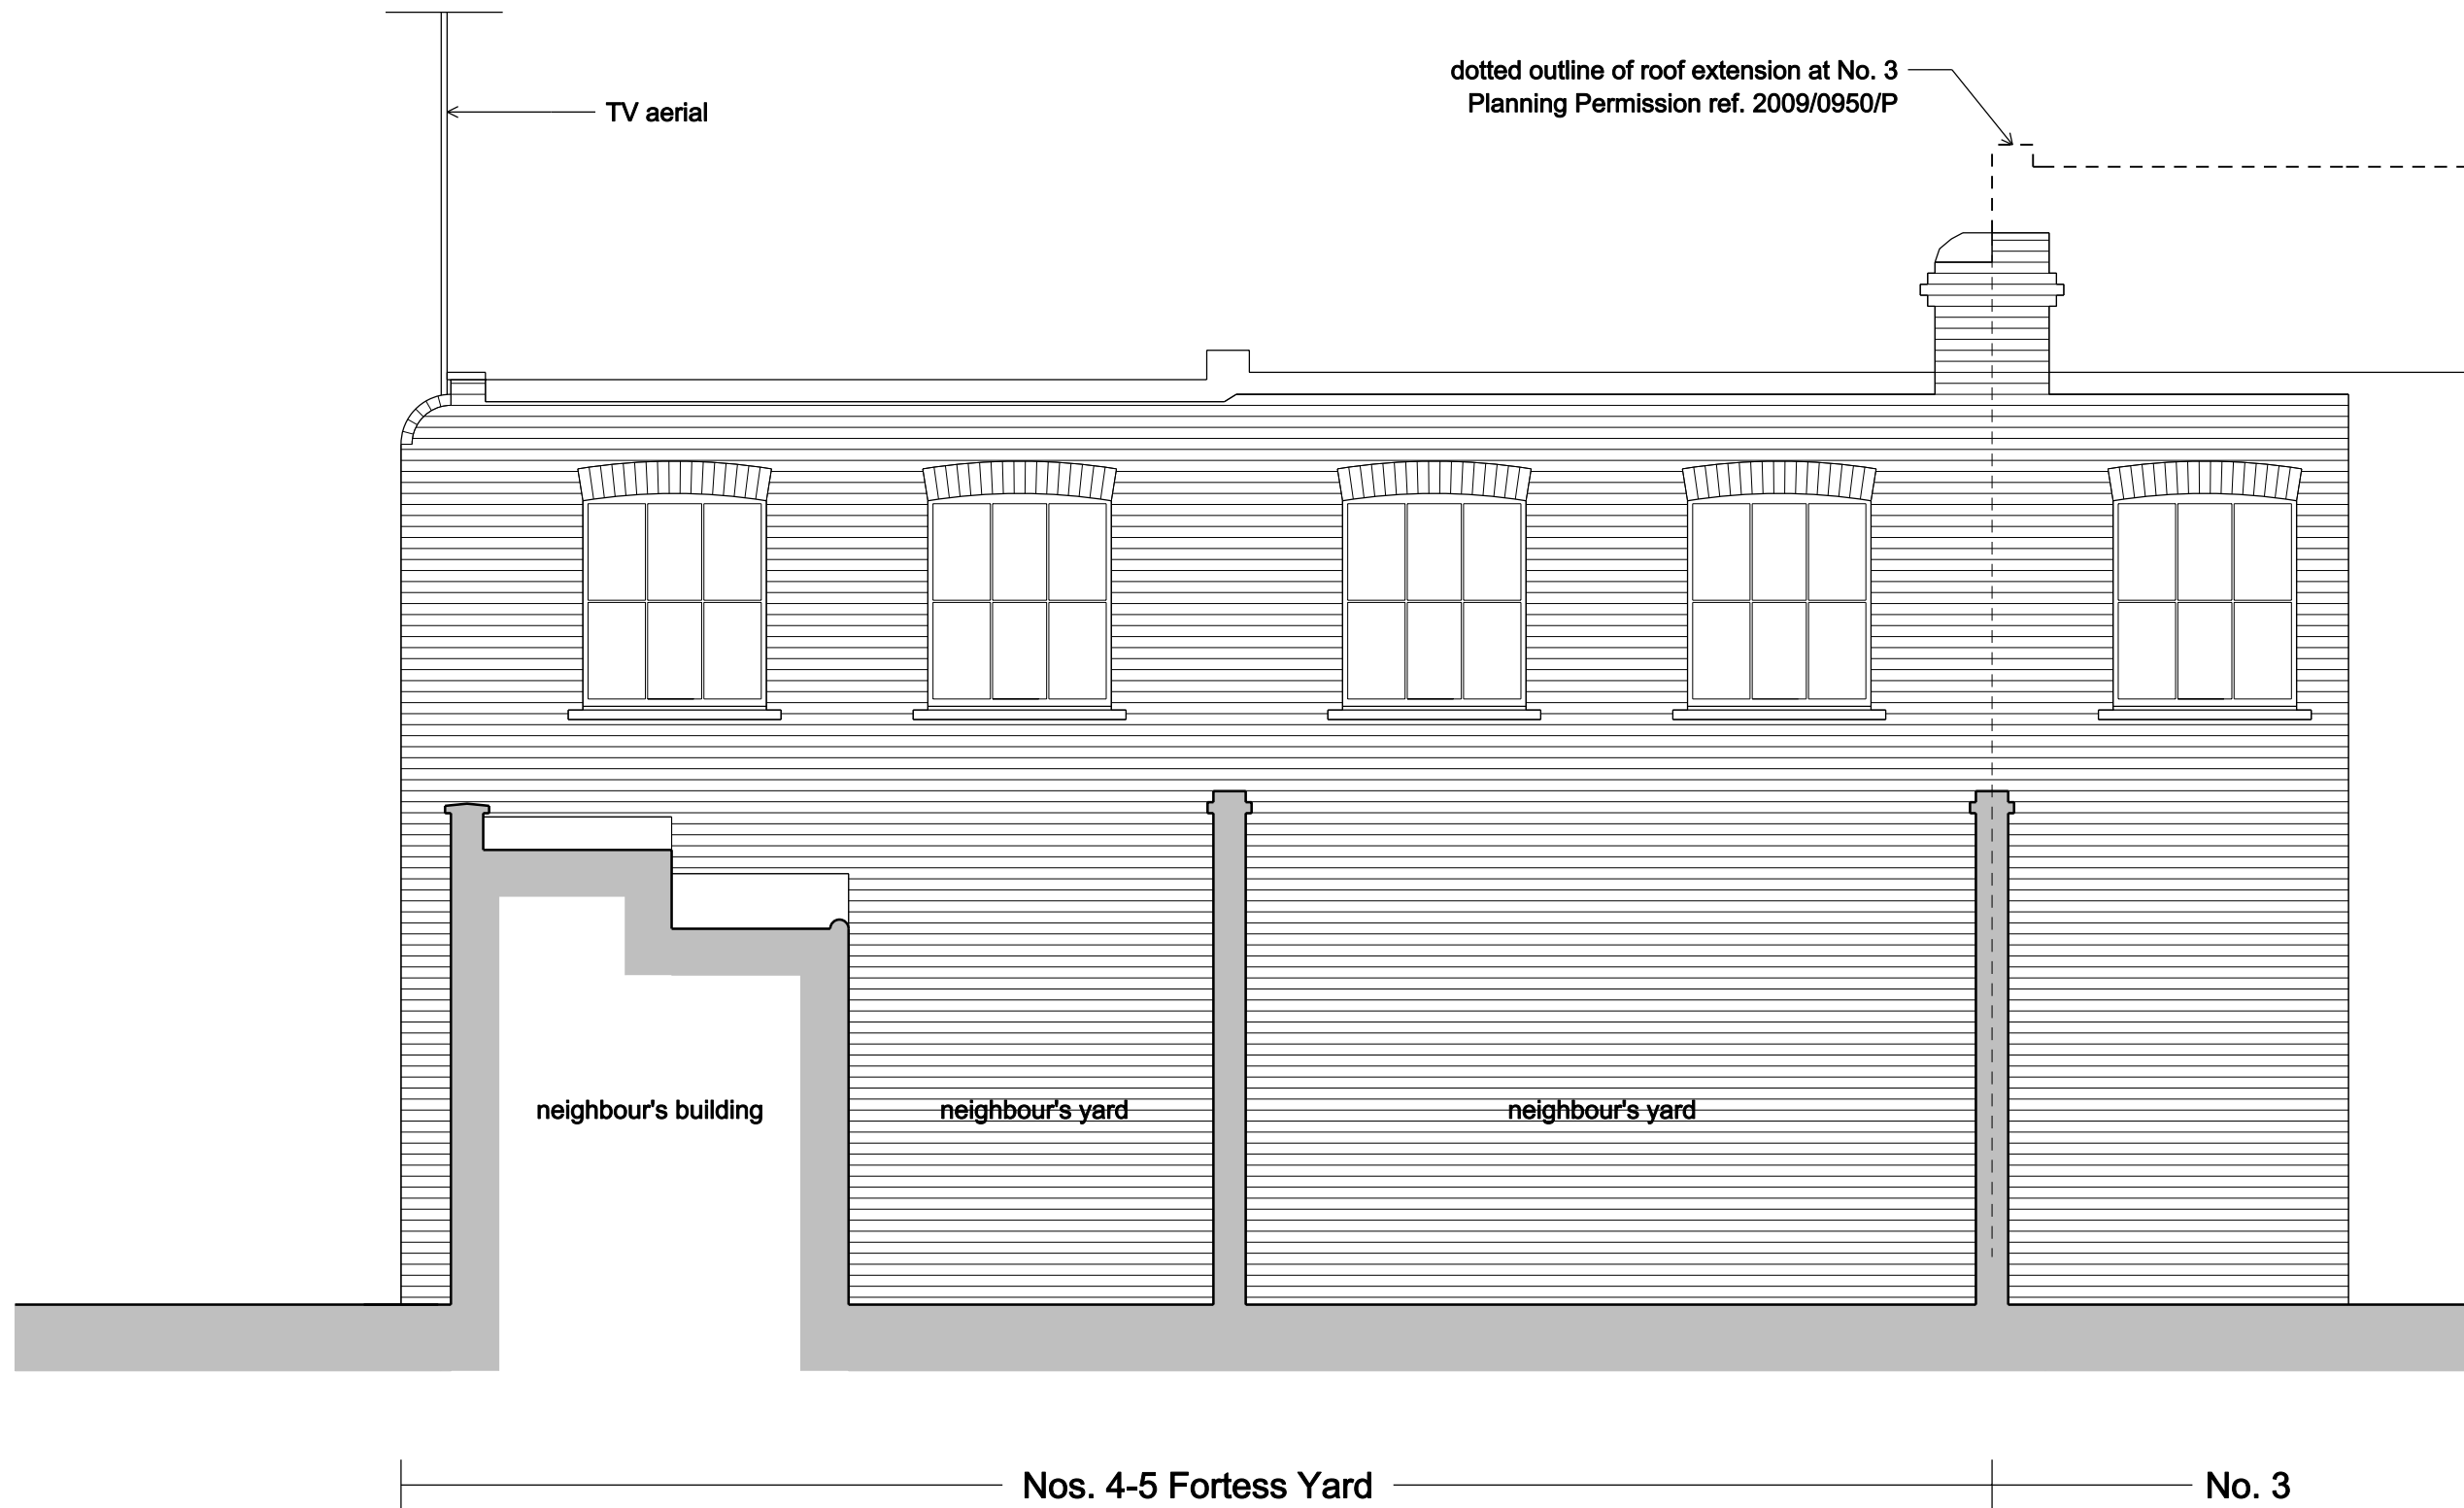 dotted outline of roof extension at No. 3
Planning Permission ref. 2009/0950/P
TV aerial
neighbour's building
neighbour's yard
neighbour's yard
Nos. 4-5 Fortess Yard
No. 3